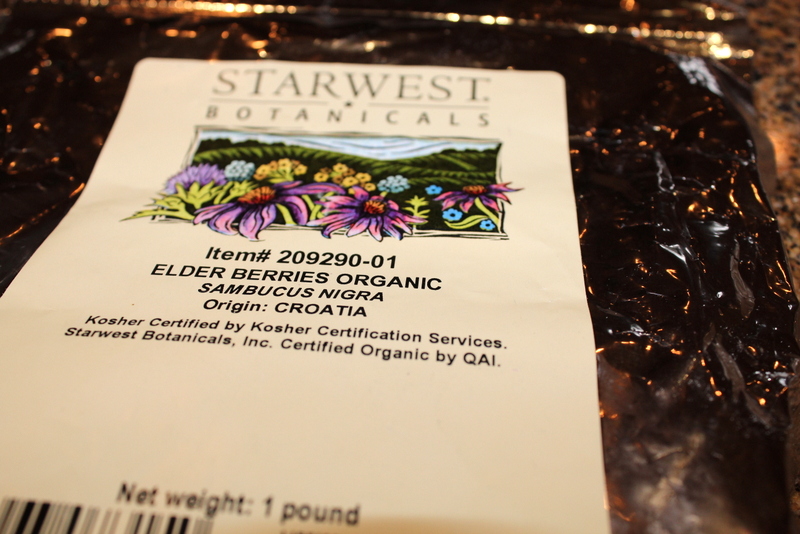 STARWEST
BOTANICALS
Item# 209290-01
ELDER BERRIES ORGANIC
SAMBUCUS NIGRA
Origin: CROATIA
Kosher Certified by Kosher Certification Services.
Starwest Botanicals, Inc. Certified Organic by QAI.
Net weight: 1 pound